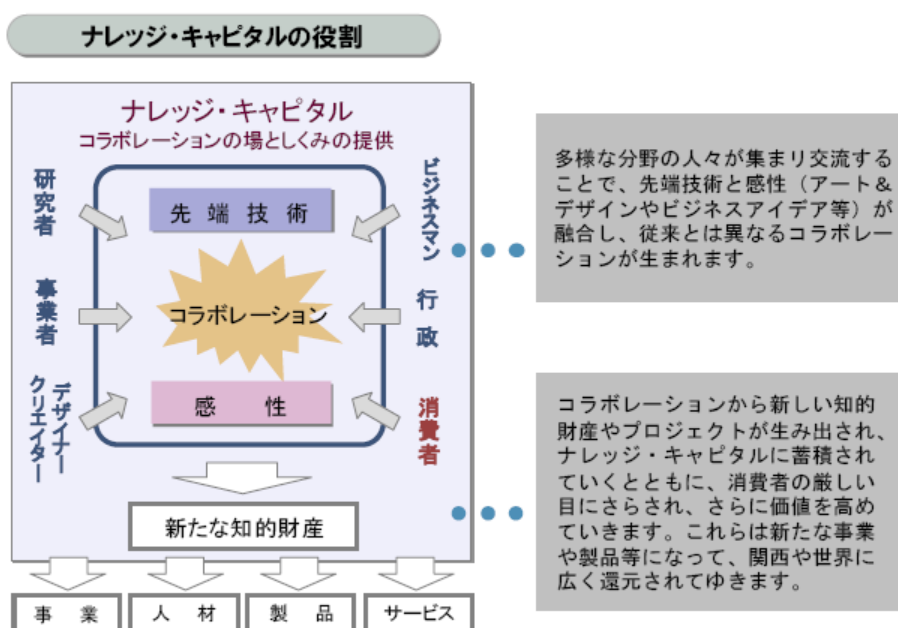 ナレッジ・キャピタルの役割
ナレッジ・キャピタル
コラボレーションの場としくみの提供
研究者
事業者
デザイナー
クリエイター
先端技術
コラボレーション
感性
ビジネスマン
行政
消費者
新たな知的財産
事業
人材
製品
サービス
多様な分野の人々が集まり交流する
ことで、先端技術と感性（アート＆
デザインやビジネスアイデア等）が
融合し、従来とは異なるコラボレー
ションが生まれます。
コラボレーションから新しい知的
財産やプロジェクトが生み出され、
ナレッジ・キャピタルに蓄積され
ていくとともに、消費者の厳しい
目にさらされ、さらに価値を高め
ていきます。これらは新たな事業
や製品等になって、関西や世界に
広く還元されてゆきます。